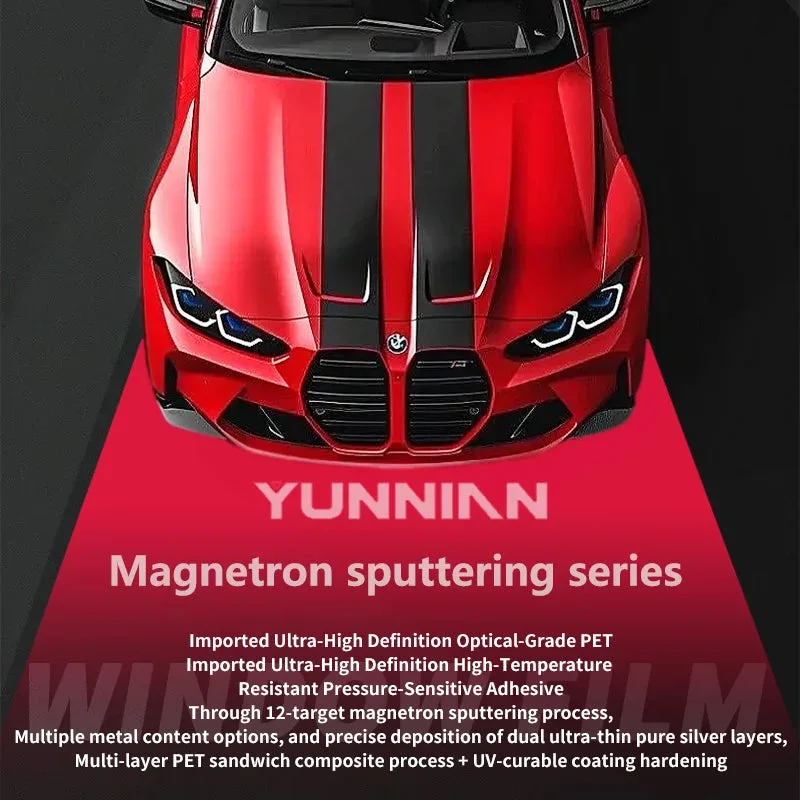 YUNNIAN
Magnetron sputtering series
WINDOW FILM
Imported Ultra-High Definition Optical-Grade PET
Imported Ultra-High Definition High-Temperature
Resistant Pressure-Sensitive Adhesive
Through 12-target magnetron sputtering process,
Multiple metal content options, and precise deposition of dual ultra-thin pure silver layers,
Multi-layer PET sandwich composite process + UV-curable coating hardening